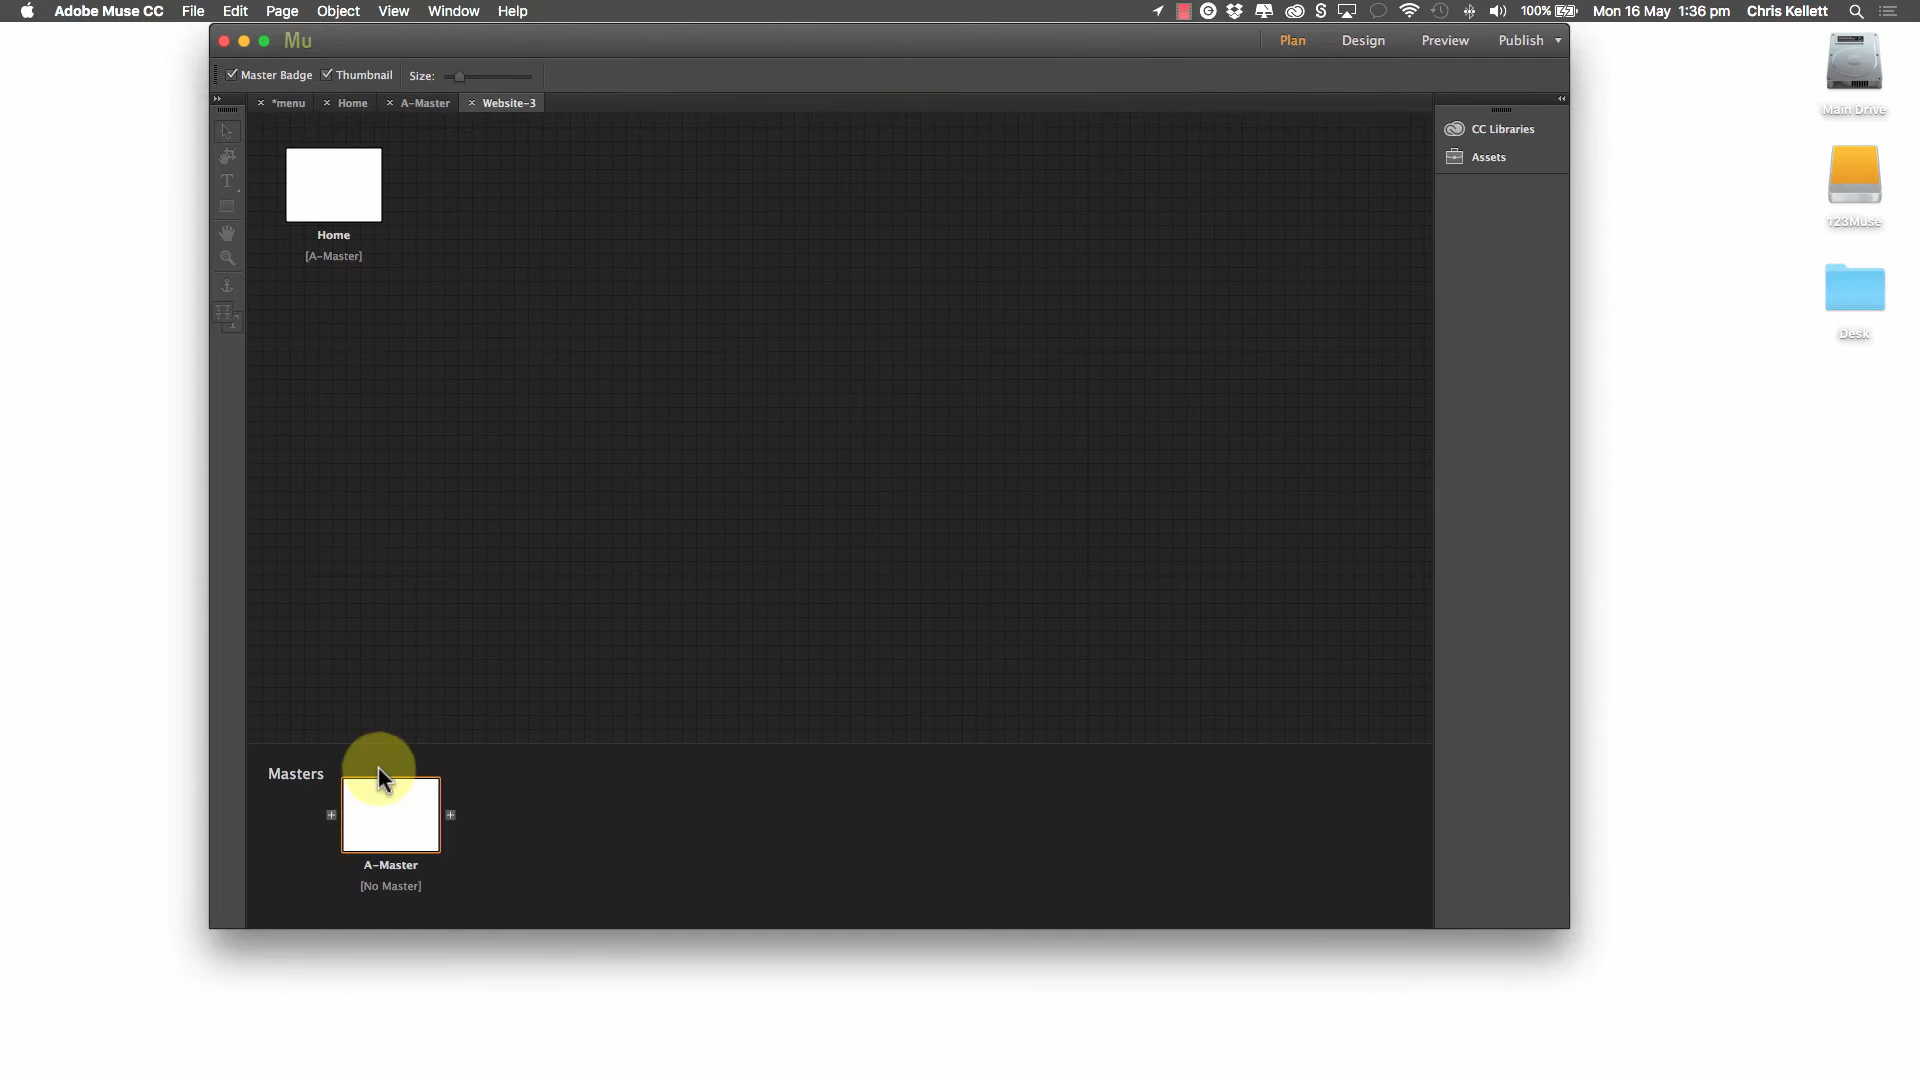 Adobe Muse CC File Edit Page Object View Window Help 100% Mon 16 May 1:36 pm Chris Kellett
Mu Plan Design Preview Publish
Master Badge Thumbnail Size:
*menu Home A-Master Website-3
CC Libraries
Assets
Home
[A-Master]
Masters
A-Master
[No Master]
Main Drive
123Muse
Desk